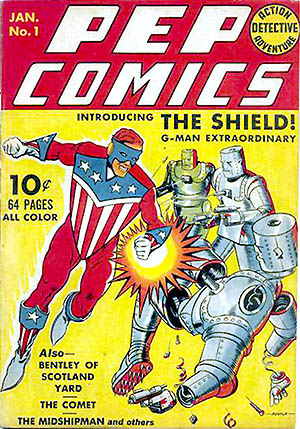 JAN.
No. 1
PEP
COMICS
ACTION
DETECTIVE
ADVENTURE
INTRODUCING THE SHIELD!
G-MAN EXTRAORDINARY
10¢
64 PAGES
ALL COLOR
Also—
BENTLEY OF
SCOTLAND
YARD—
THE COMET—
THE MIDSHIPMAN and others